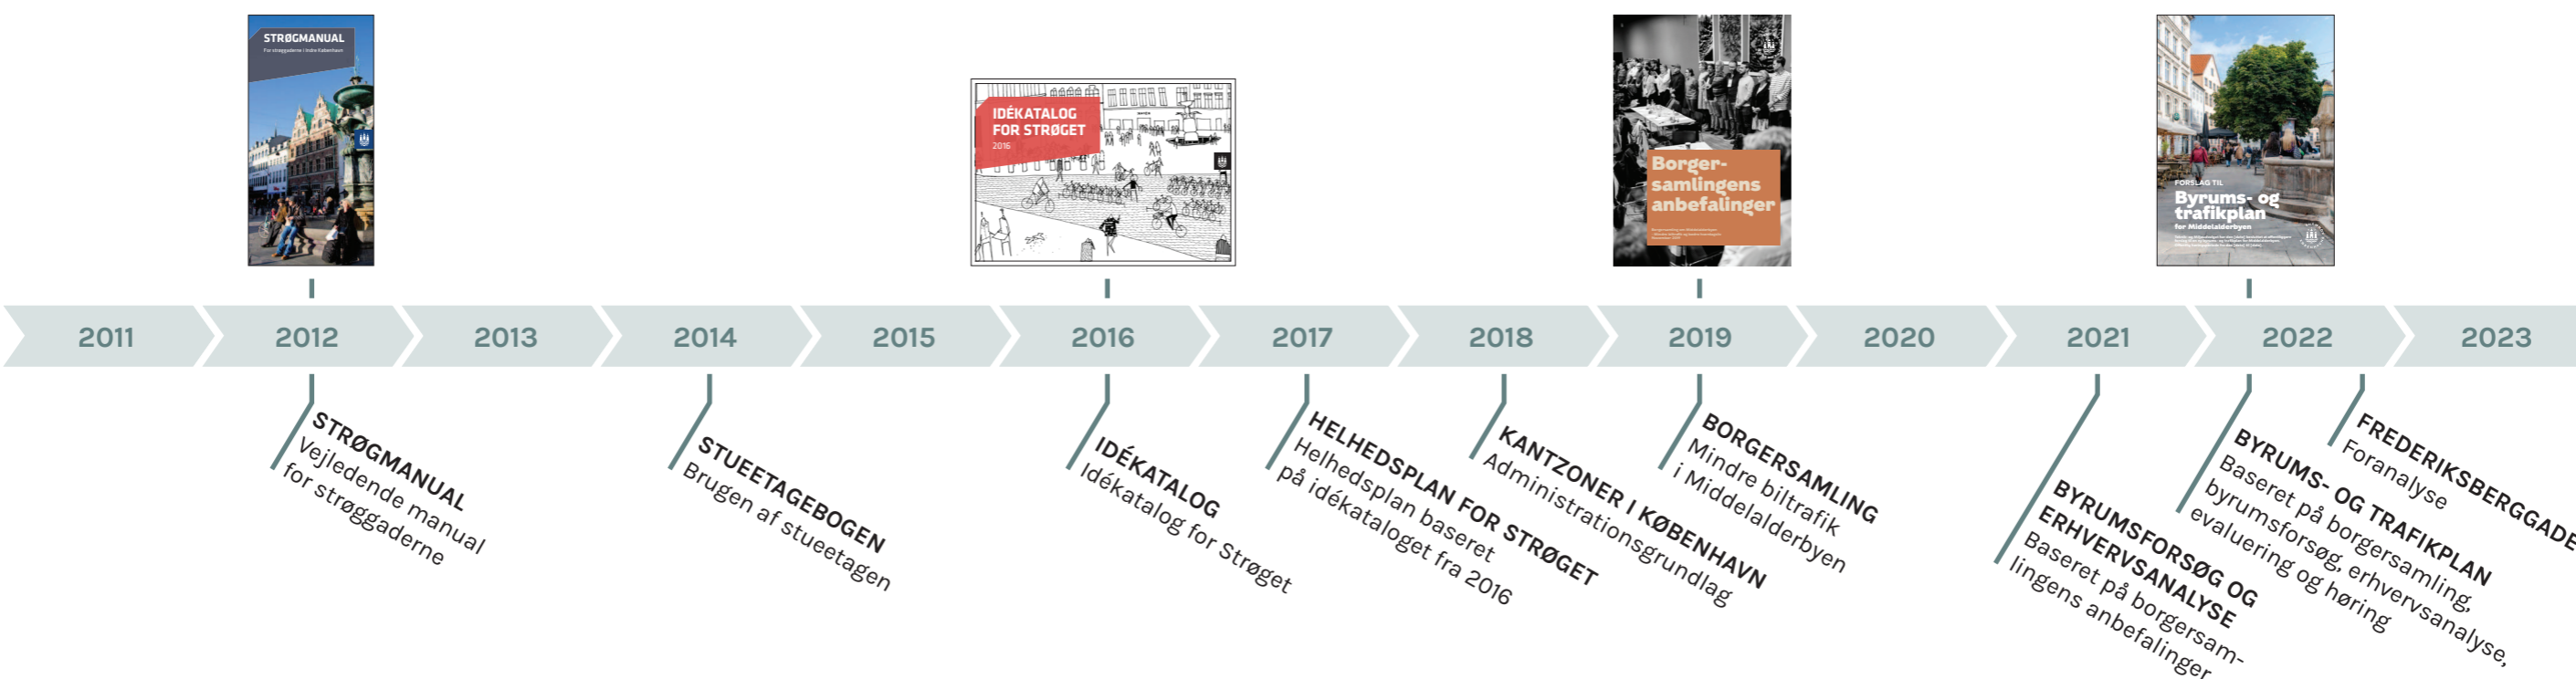 STRØGMANUAL
For strøggaderne i Indre København
IDÉKATALOG
FOR STRØGET
2016
Borger-
samlingens
anbefalinger
FORSLAG TIL
Byrums- og
trafikplan
for Middelalderbyen
2011
2012
2013
2014
2015
2016
2017
2018
2019
2020
2021
2022
2023
STRØGMANUAL
Vejledende manual
for strøggaderne
STUEETAGEBOGEN
Brugen af stueetagen
IDÉKATALOG
Idékatalog for Strøget
HELHEDSPLAN FOR STRØGET
Helhedsplan baseret
på idékataloget fra 2016
KANTZONER I KØBENHAVN
Administrationsgrundlag
BORGERSAMLING
Mindre biltrafik
i Middelalderbyen
BYRUMSFORSØG OG
ERHVERVSANALYSE
Baseret på borgersam-
lingens anbefalinger
BYRUMS- OG TRAFIKPLAN
Baseret på borgersamling,
byrumsforsøg, erhvervsanalyse,
evaluering og høring
FREDERIKSBERGGADE
Foranalyse